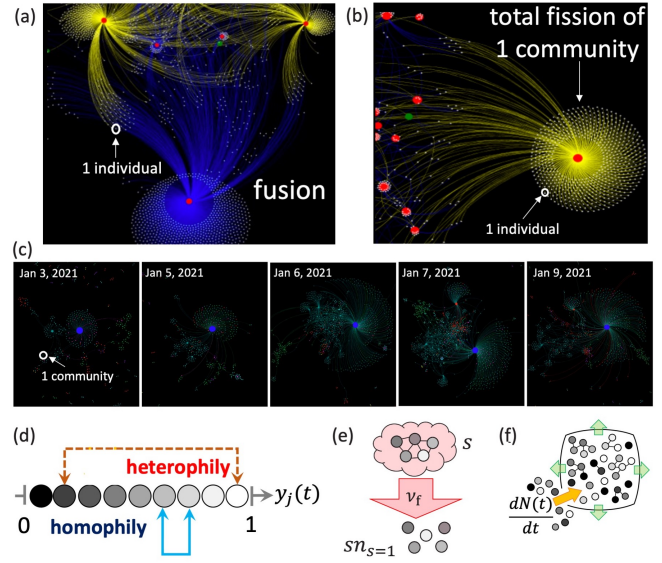 (a)
1 individual
fusion
(b)
total fission of
1 community
1 individual
(c)
Jan 3, 2021
1 community
Jan 5, 2021
Jan 6, 2021
Jan 7, 2021
Jan 9, 2021
(d)
heterophily
y_j(t)
0
homophily
1
(e)
s
ν_f
sn_{s=1}
(f)
dN(t)
dt